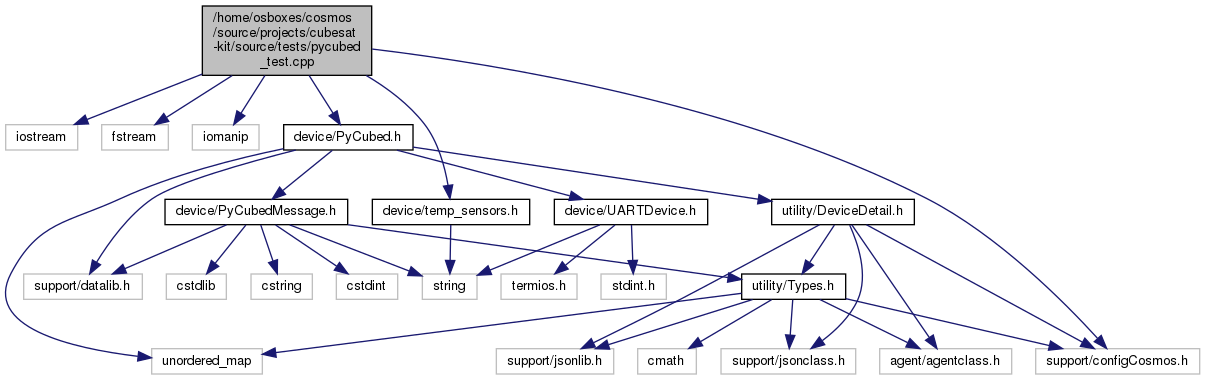 /home/osboxes/cosmos
/source/projects/cubesat
-kit/source/tests/pycubed
_test.cpp
iostream
fstream
iomanip
device/PyCubed.h
device/PyCubedMessage.h
device/temp_sensors.h
device/UARTDevice.h
utility/DeviceDetail.h
support/datalib.h
cstdlib
cstring
cstdint
string
termios.h
stdint.h
utility/Types.h
unordered_map
support/jsonlib.h
cmath
support/jsonclass.h
agent/agentclass.h
support/configCosmos.h